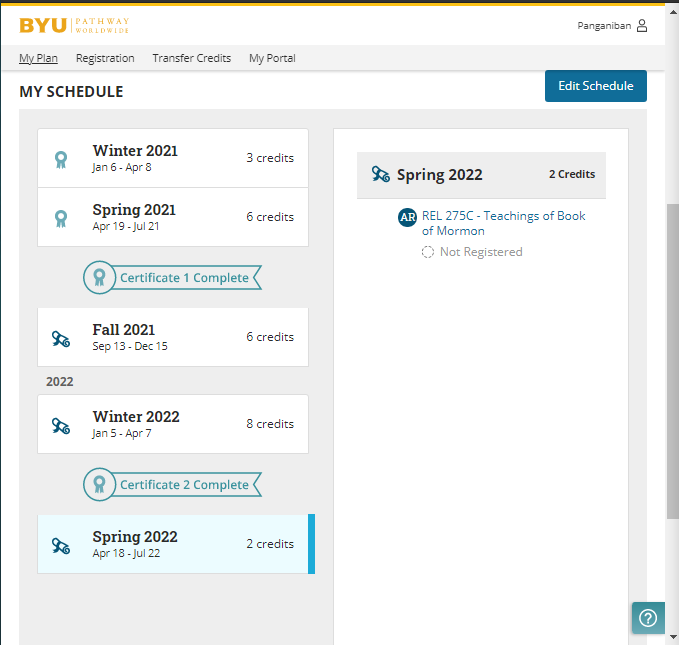 BYU PATHWAY
WORLDWIDE
Panganiban
My Plan Registration Transfer Credits My Portal
MY SCHEDULE
Edit Schedule
Winter 2021
Jan 6 - Apr 8
3 credits
Spring 2021
Apr 19 - Jul 21
6 credits
Certificate 1 Complete
Fall 2021
Sep 13 - Dec 15
6 credits
2022
Winter 2022
Jan 5 - Apr 7
8 credits
Certificate 2 Complete
Spring 2022
Apr 18 - Jul 22
2 credits
Spring 2022
2 Credits
AR REL 275C - Teachings of Book
of Mormon
Not Registered
?